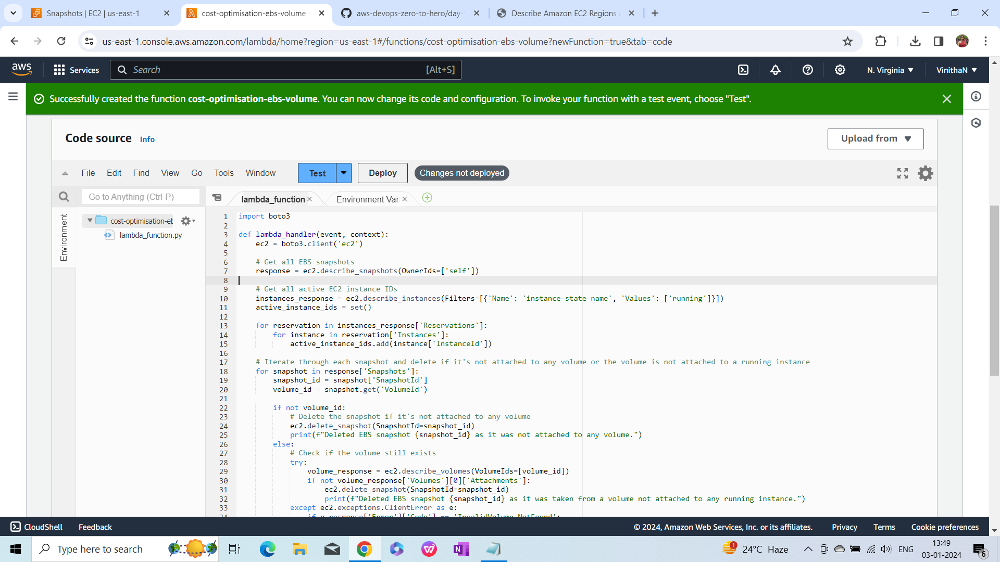 Snapshots | EC2 | us-east-1
cost-optimisation-ebs-volume -
aws-devops-zero-to-hero/day-
Describe Amazon EC2 Regions
us-east-1.console.aws.amazon.com/lambda/home?region=us-east-1#/functions/cost-optimisation-ebs-volume?newFunction=true&tab=code
aws
Services
Search
[Alt+S]
N. Virginia
VinithaN
Successfully created the function cost-optimisation-ebs-volume. You can now change its code and configuration. To invoke your function with a test event, choose "Test".
Code source Info
Upload from
File Edit Find View Go Tools Window
Test
Deploy
Changes not deployed
Go to Anything (Ctrl-P)
lambda_function
Environment Var
Environment
cost-optimisation-eb
lambda_function.py
1 import boto3
2
3 def lambda_handler(event, context):
4 ec2 = boto3.client('ec2')
5
6 # Get all EBS snapshots
7 response = ec2.describe_snapshots(OwnerIds=['self'])
8
9 # Get all active EC2 instance IDs
10 instances_response = ec2.describe_instances(Filters=[{'Name': 'instance-state-name', 'Values': ['running']}])
11 active_instance_ids = set()
12
13 for reservation in instances_response['Reservations']:
14 for instance in reservation['Instances']:
15 active_instance_ids.add(instance['InstanceId'])
16
17 # Iterate through each snapshot and delete if it's not attached to any volume or the volume is not attached to a running instance
18 for snapshot in response['Snapshots']:
19 snapshot_id = snapshot['SnapshotId']
20 volume_id = snapshot.get('VolumeId')
21
22 if not volume_id:
23 # Delete the snapshot if it's not attached to any volume
24 ec2.delete_snapshot(SnapshotId=snapshot_id)
25 print(f"Deleted EBS snapshot {snapshot_id} as it was not attached to any volume.")
26 else:
27 # Check if the volume still exists
28 try:
29 volume_response = ec2.describe_volumes(VolumeIds=[volume_id])
30 if not volume_response['Volumes'][0]['Attachments']:
31 ec2.delete_snapshot(SnapshotId=snapshot_id)
32 print(f"Deleted EBS snapshot {snapshot_id} as it was taken from a volume not attached to any running instance.")
33 except ec2.exceptions.ClientError as e:
34 if e.response['Error']['Code'] == 'InvalidVolume.NotFound':
CloudShell
Feedback
© 2024, Amazon Web Services, Inc. or its affiliates.
Privacy
Terms
Cookie preferences
Type here to search
1
24°C Haze
ENG
13:49
03-01-2024
6